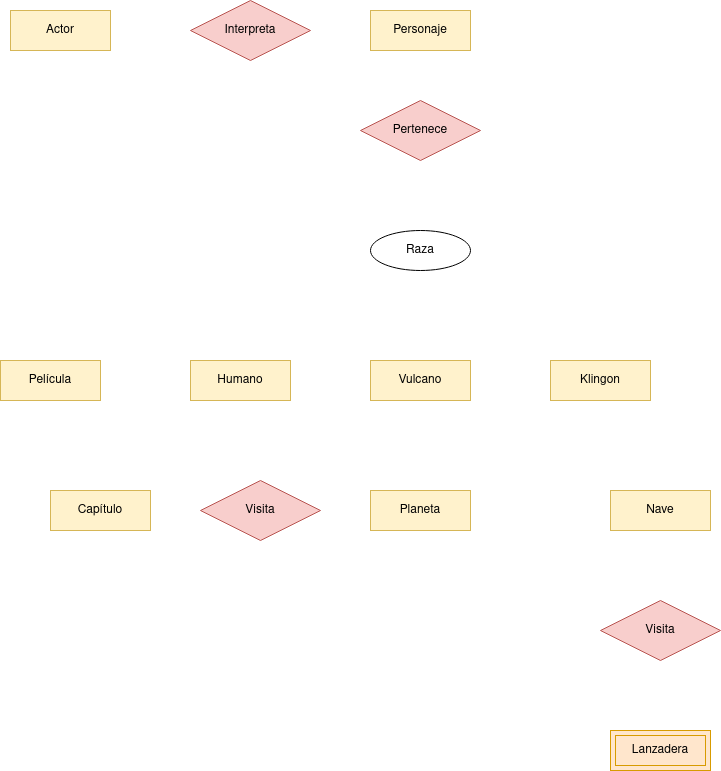 Actor
Interpreta
Personaje
Pertenece
Raza
Película
Humano
Vulcano
Klingon
Capítulo
Visita
Planeta
Nave
Visita
Lanzadera